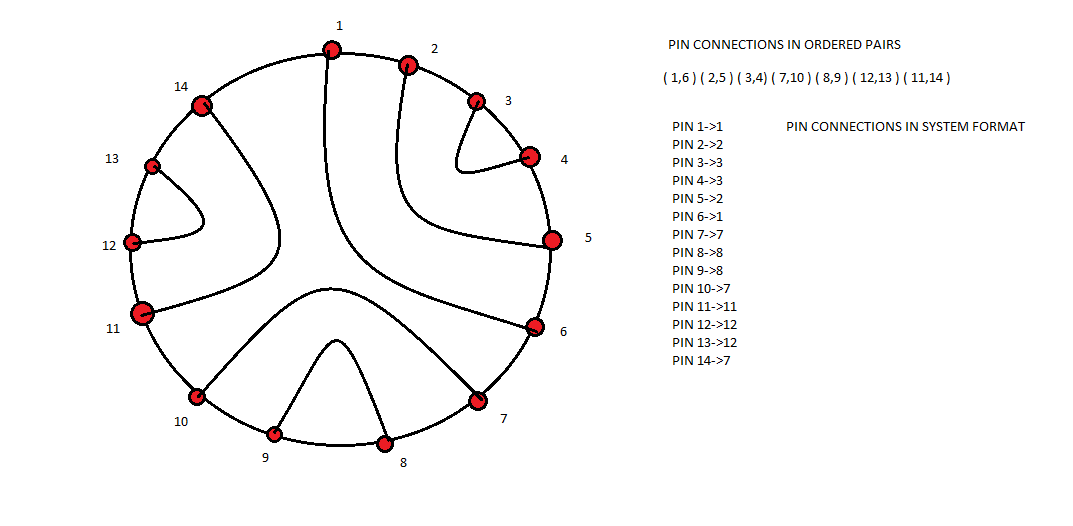 1
2
3
4
5
6
7
8
9
10
11
12
13
14
PIN CONNECTIONS IN ORDERED PAIRS
( 1,6 ) ( 2,5 ) ( 3,4) ( 7,10 ) ( 8,9 ) ( 12,13 ) ( 11,14 )
PIN CONNECTIONS IN SYSTEM FORMAT
PIN 1->1
PIN 2->2
PIN 3->3
PIN 4->3
PIN 5->2
PIN 6->1
PIN 7->7
PIN 8->8
PIN 9->8
PIN 10->7
PIN 11->11
PIN 12->12
PIN 13->12
PIN 14->7